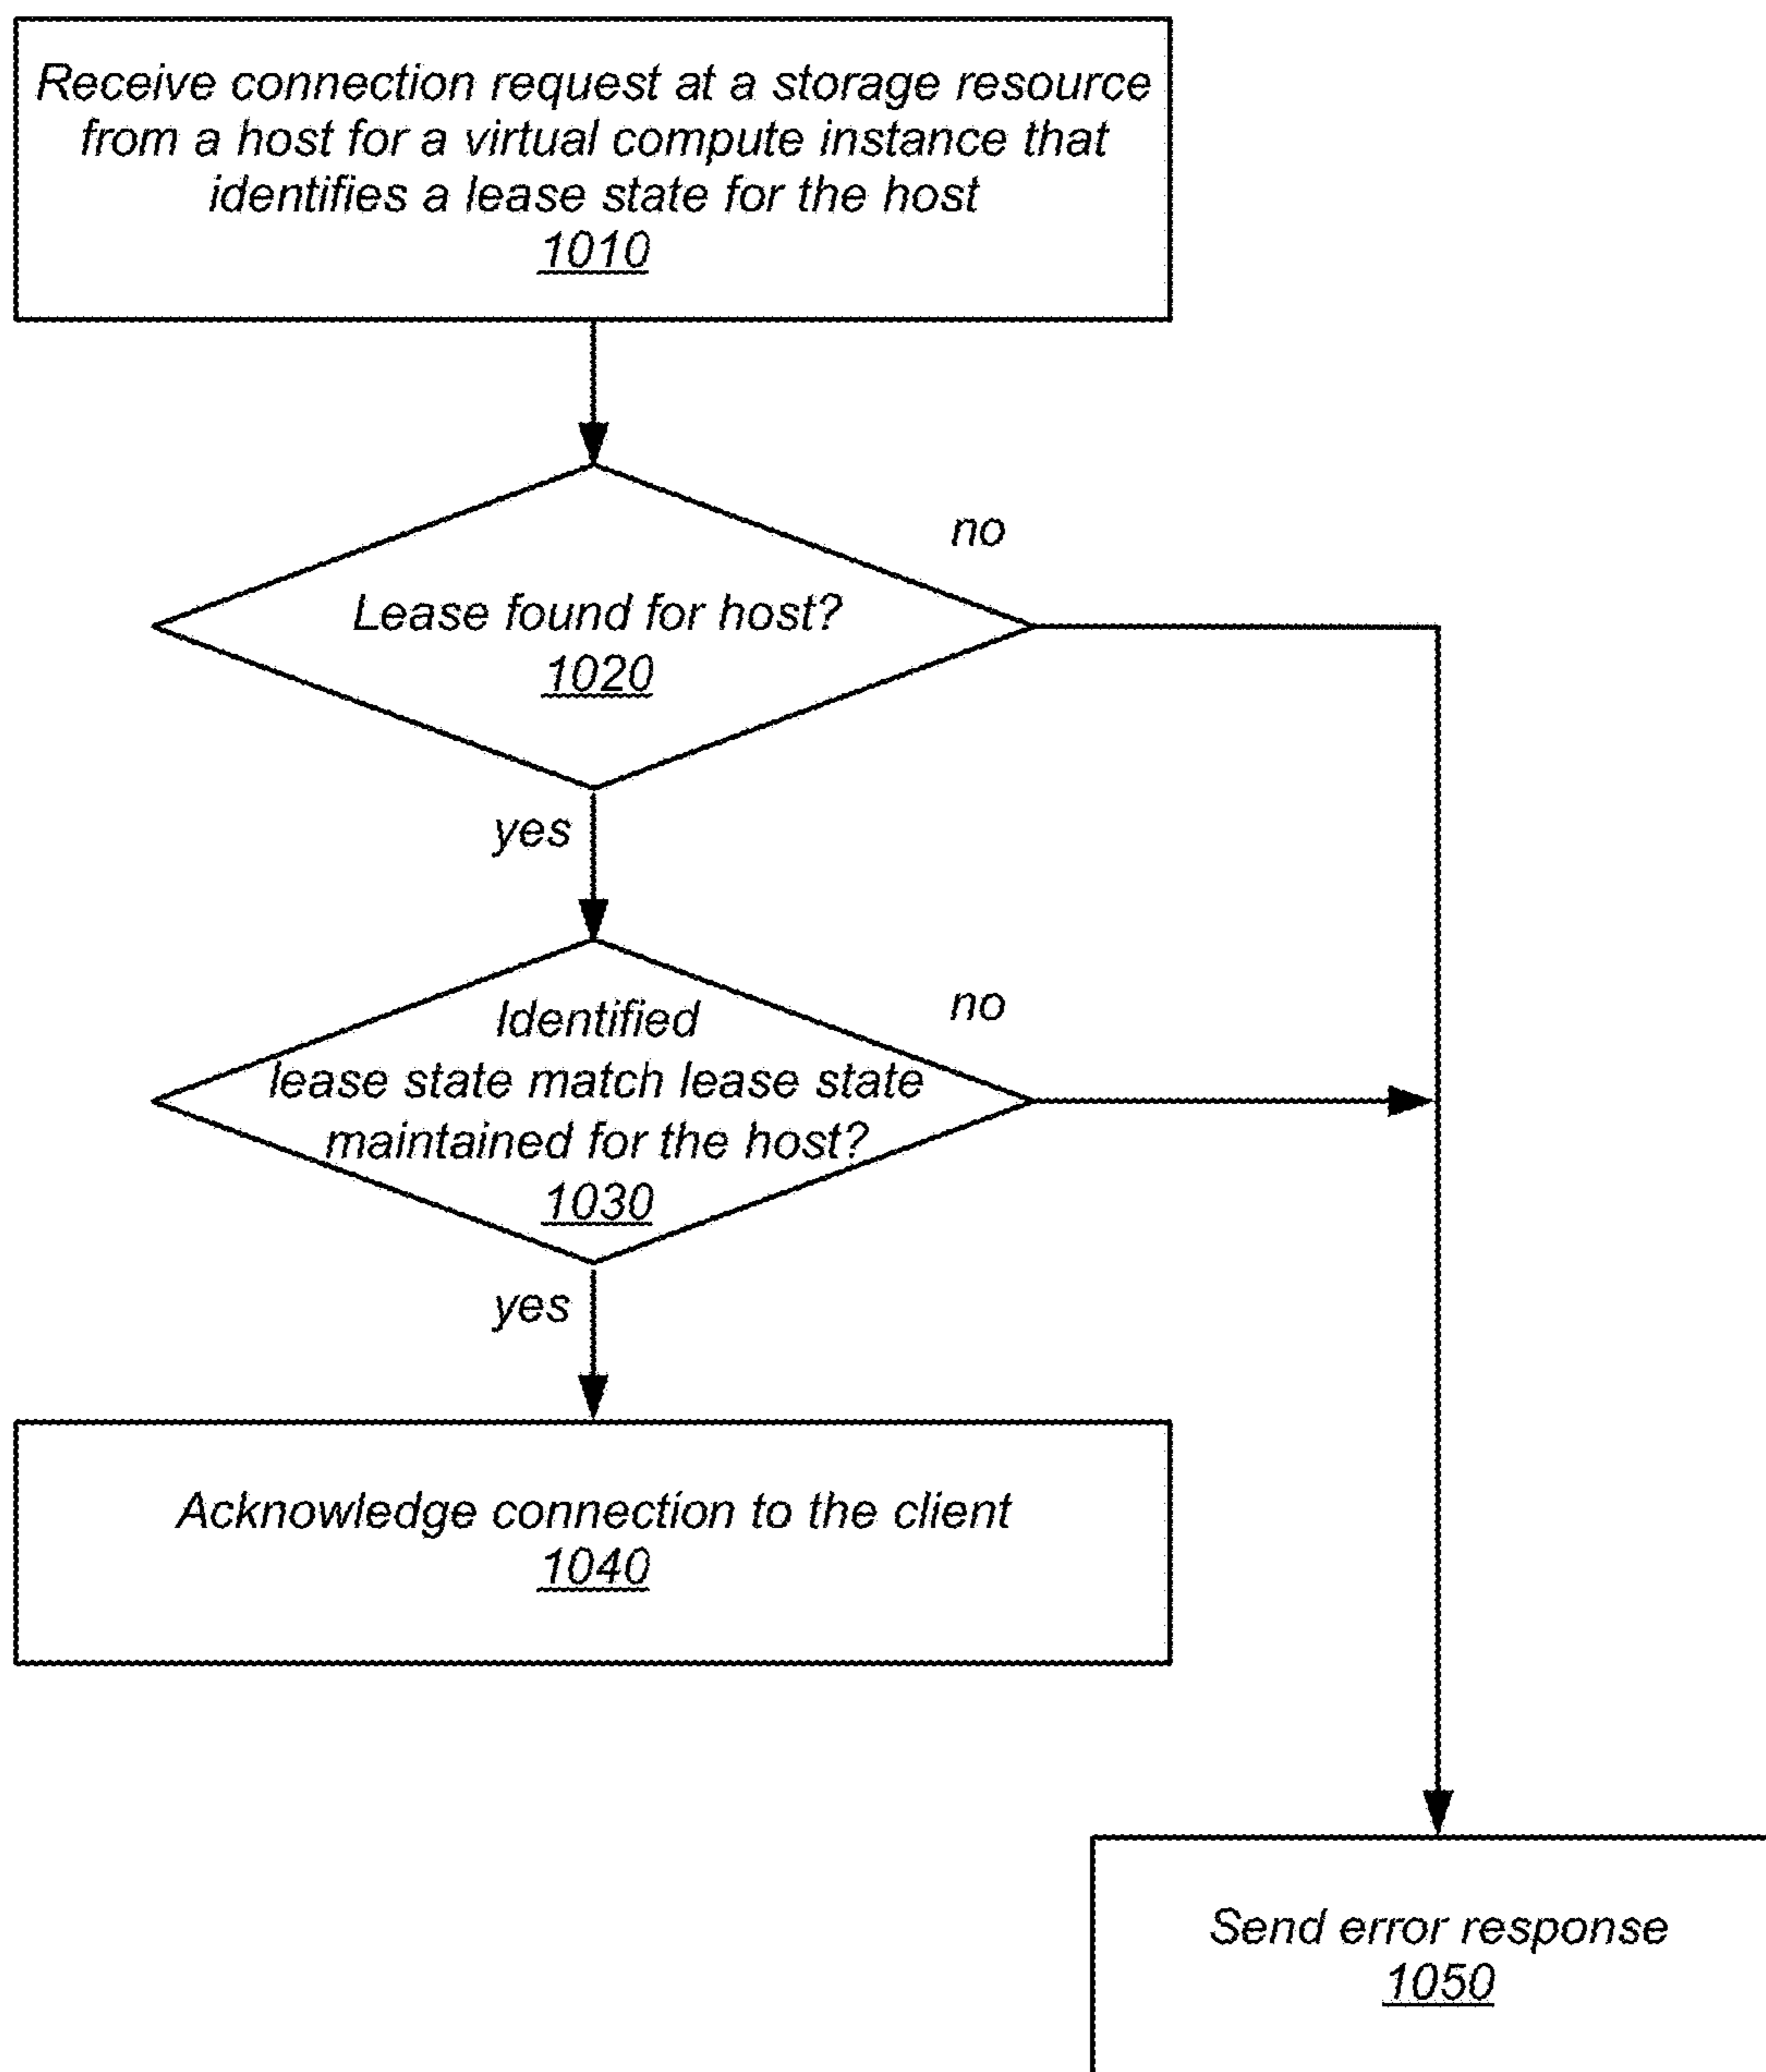 Receive connection request at a storage resource
from a host for a virtual compute instance that
identifies a lease state for the host
1010
no
Lease found for host?
1020
yes
no
Identified
lease state match lease state
maintained for the host?
1030
yes
Acknowledge connection to the client
1040
Send error response
1050